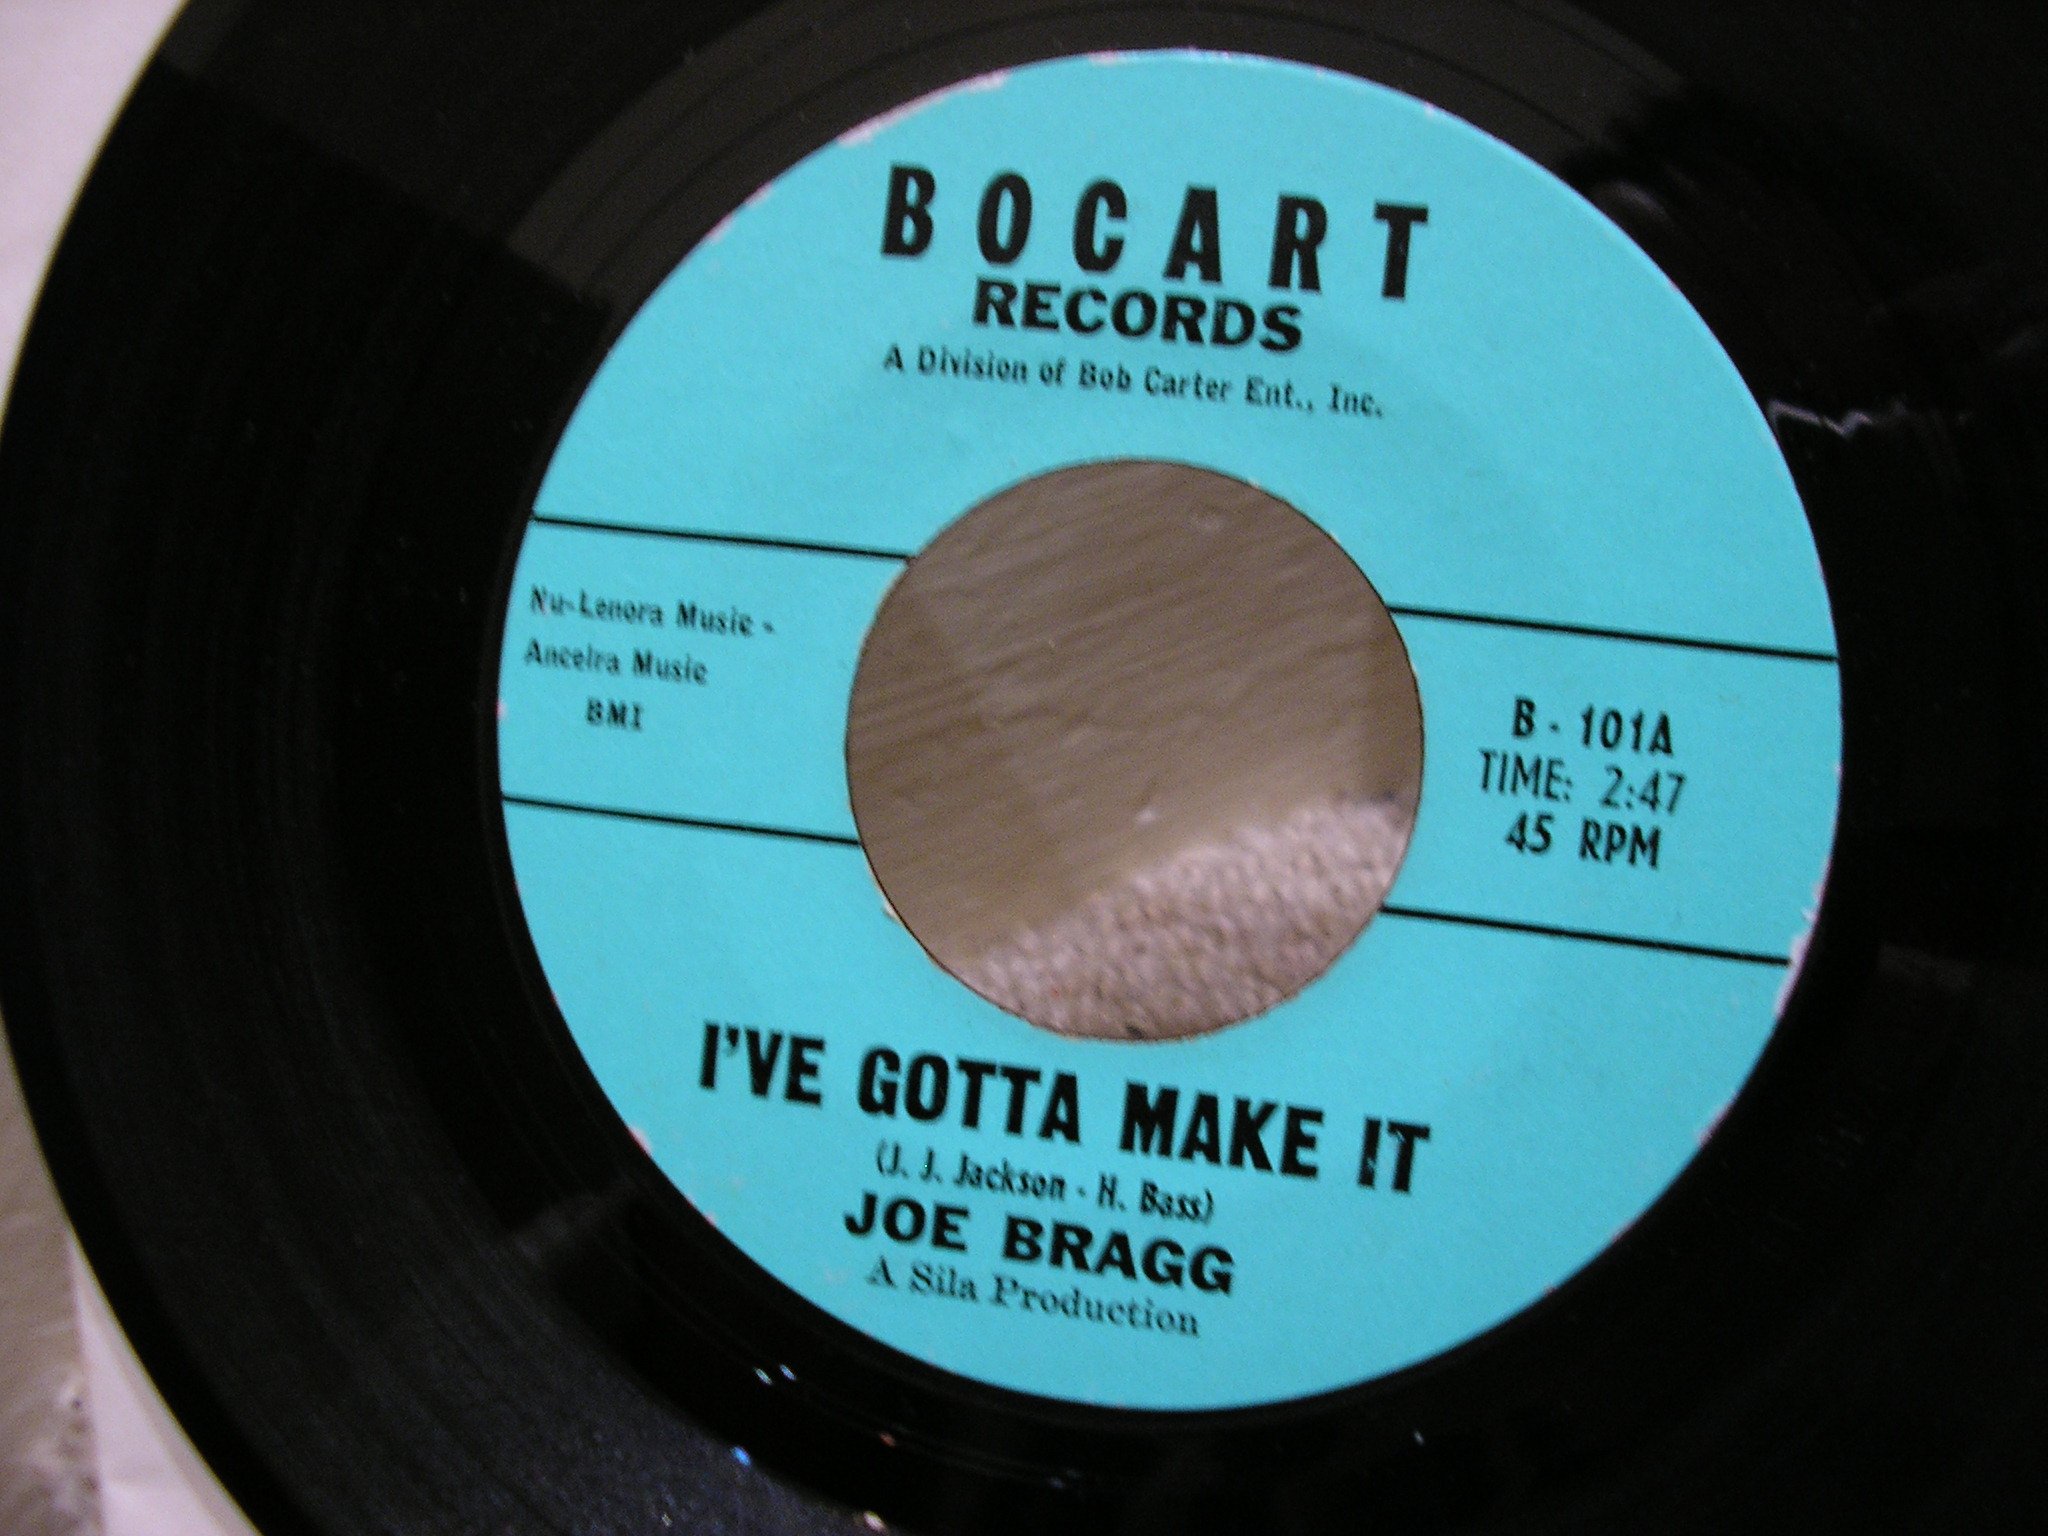 BOCART
RECORDS
A Division of Bob Carter Ent., Inc.
Nu-Lenora Music -
Anceira Music
BMI
B - 101A
TIME: 2:47
45 RPM
I'VE GOTTA MAKE IT
(J. J. Jackson - H. Bass)
JOE BRAGG
A Sila Production